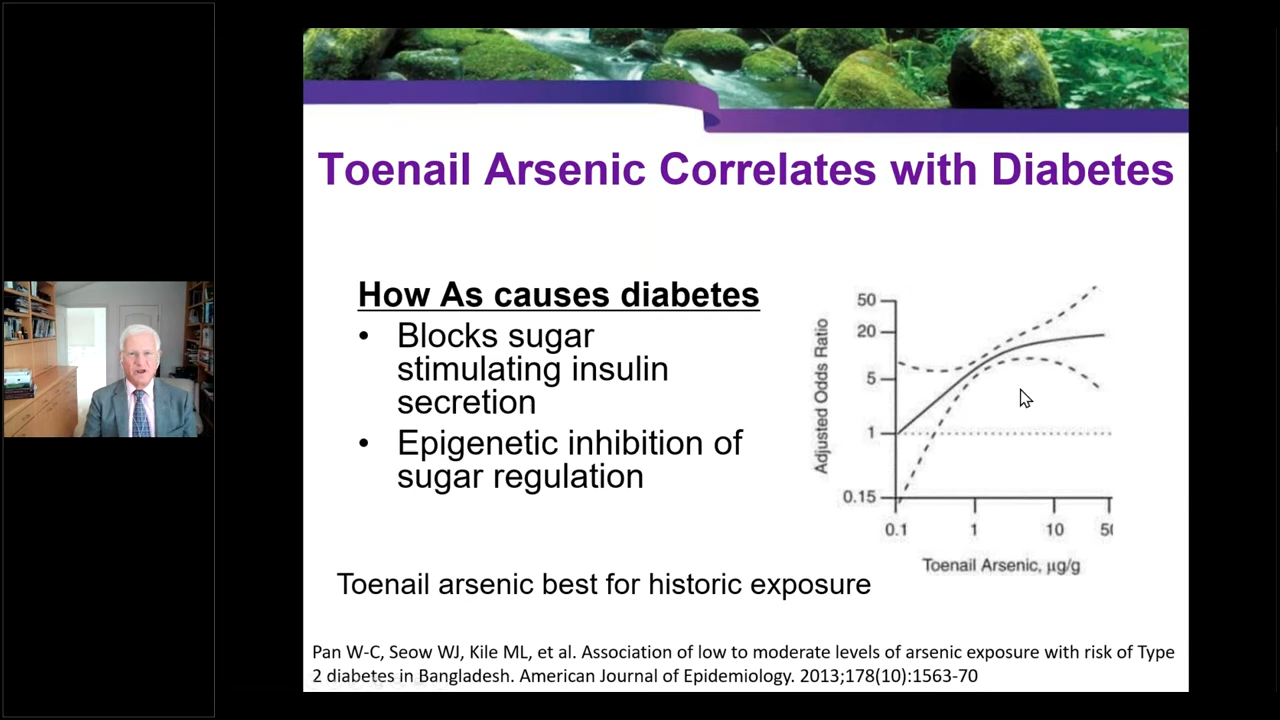 Toenail Arsenic Correlates with Diabetes
How As causes diabetes
• Blocks sugar
stimulating insulin
secretion
• Epigenetic inhibition of
sugar regulation
Adjusted Odds Ratio
50
20
5
1
0.15
0.1 1 10 50
Toenail Arsenic, µg/g
Toenail arsenic best for historic exposure
Pan W-C, Seow WJ, Kile ML, et al. Association of low to moderate levels of arsenic exposure with risk of Type
2 diabetes in Bangladesh. American Journal of Epidemiology. 2013;178(10):1563-70